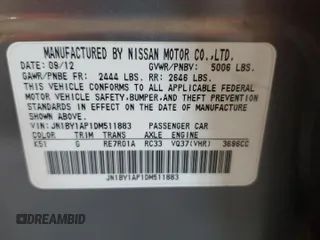 MANUFACTURED BY NISSAN MOTOR CO.,LTD.
DATE: 09/12 GVWR/PNBV: 5006 LBS.
GAWR/PNBE FR: 2444 LBS. RR: 2646 LBS.
THIS VEHICLE CONFORMS TO ALL APPLICABLE FEDERAL
MOTOR VEHICLE SAFETY,BUMPER,AND THEFT PREVENTION
STANDARDS IN EFFECT ON THE DATE OF MANUFACTURE
SHOWN ABOVE.
VIN:JN1BY1AP1DM511883 PASSENGER CAR
COLOR TRIM TRANS AXLE ENGINE
K51 G RE7R01A RC33 VQ37(VHR) 3696CC
JN1BY1AP1DM511883
DREAMBID